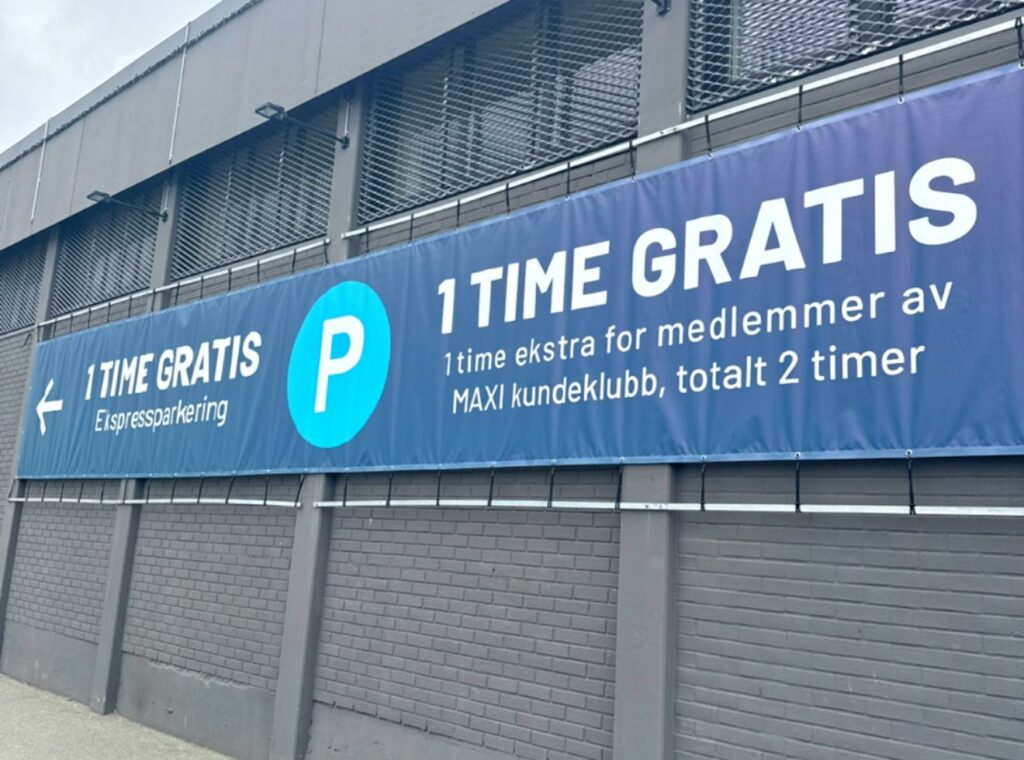 1 TIME GRATIS
Ekspressparkering
P
1 TIME GRATIS
1 time ekstra for medlemmer av
MAXI kundeklubb, totalt 2 timer